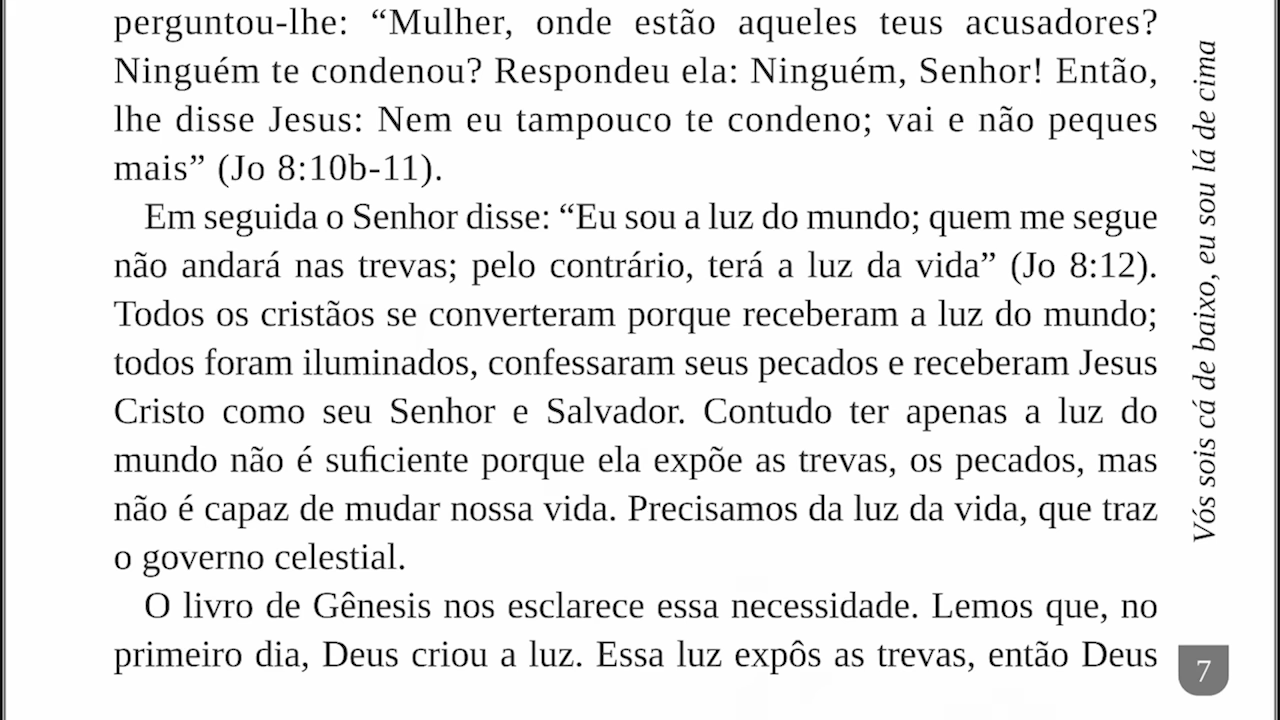 perguntou-lhe: “Mulher, onde estão aqueles teus acusadores?
Ninguém te condenou? Respondeu ela: Ninguém, Senhor! Então,
lhe disse Jesus: Nem eu tampouco te condeno; vai e não peques
mais” (Jo 8:10b-11).
Em seguida o Senhor disse: “Eu sou a luz do mundo; quem me segue
não andará nas trevas; pelo contrário, terá a luz da vida” (Jo 8:12).
Todos os cristãos se converteram porque receberam a luz do mundo;
todos foram iluminados, confessaram seus pecados e receberam Jesus
Cristo como seu Senhor e Salvador. Contudo ter apenas a luz do
mundo não é suficiente porque ela expõe as trevas, os pecados, mas
não é capaz de mudar nossa vida. Precisamos da luz da vida, que traz
o governo celestial.
O livro de Gênesis nos esclarece essa necessidade. Lemos que, no
primeiro dia, Deus criou a luz. Essa luz expôs as trevas, então Deus
Vós sois cá de baixo, eu sou lá de cima
7